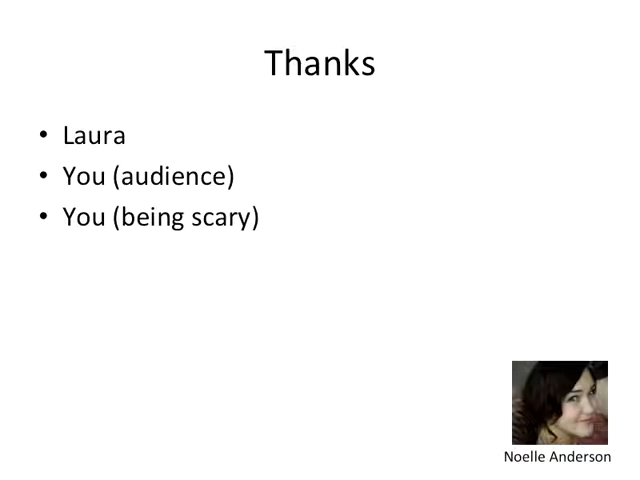 Thanks
• Laura
• You (audience)
• You (being scary)
Noelle Anderson